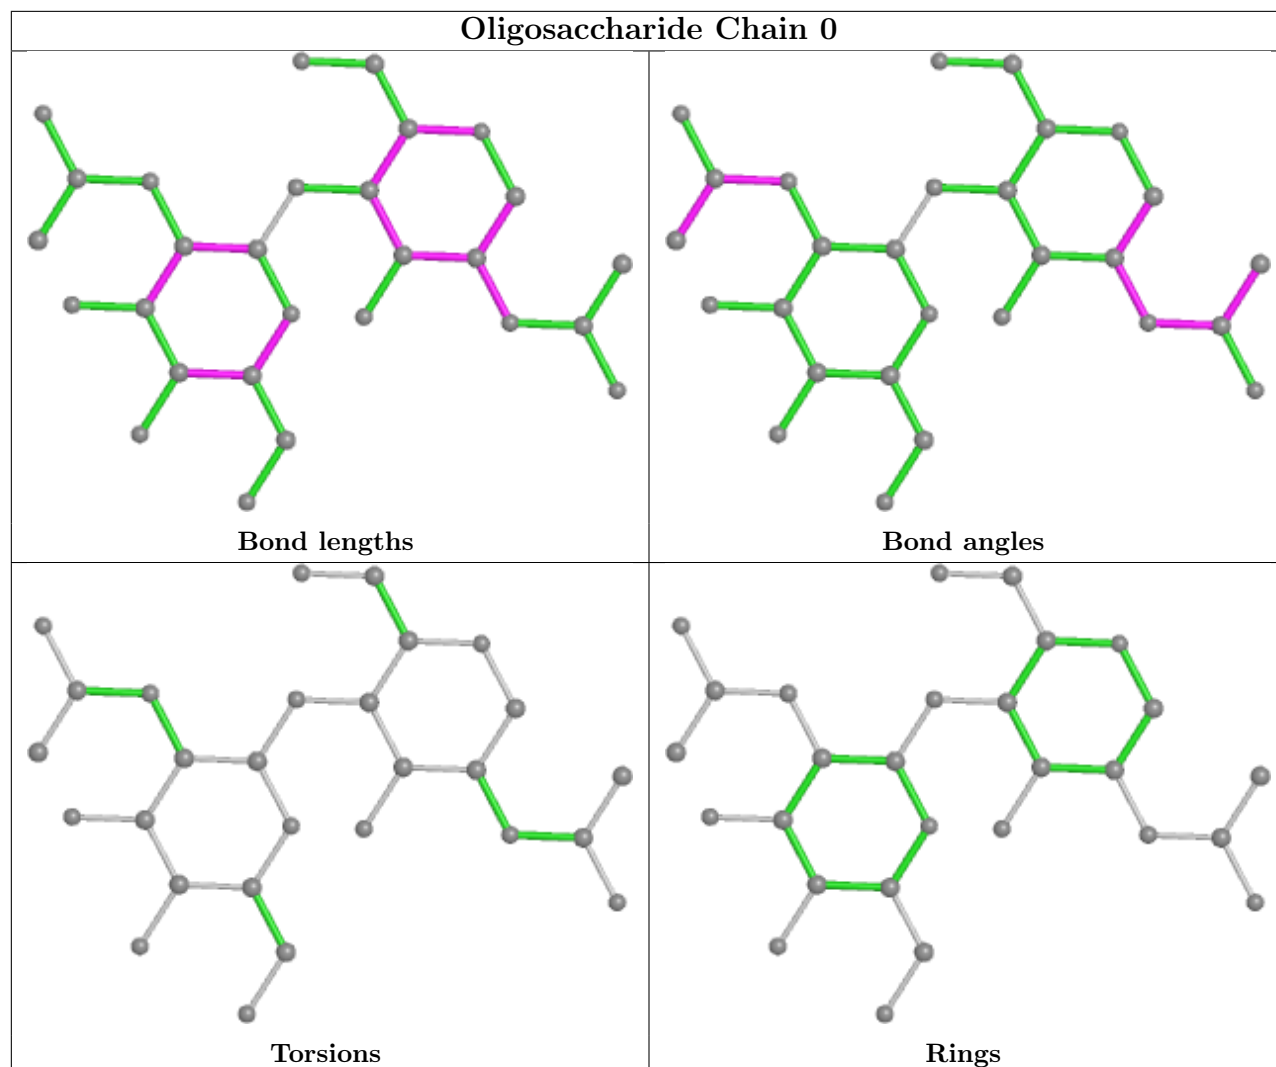 Oligosaccharide Chain 0
Bond lengths
Bond angles
Torsions
Rings